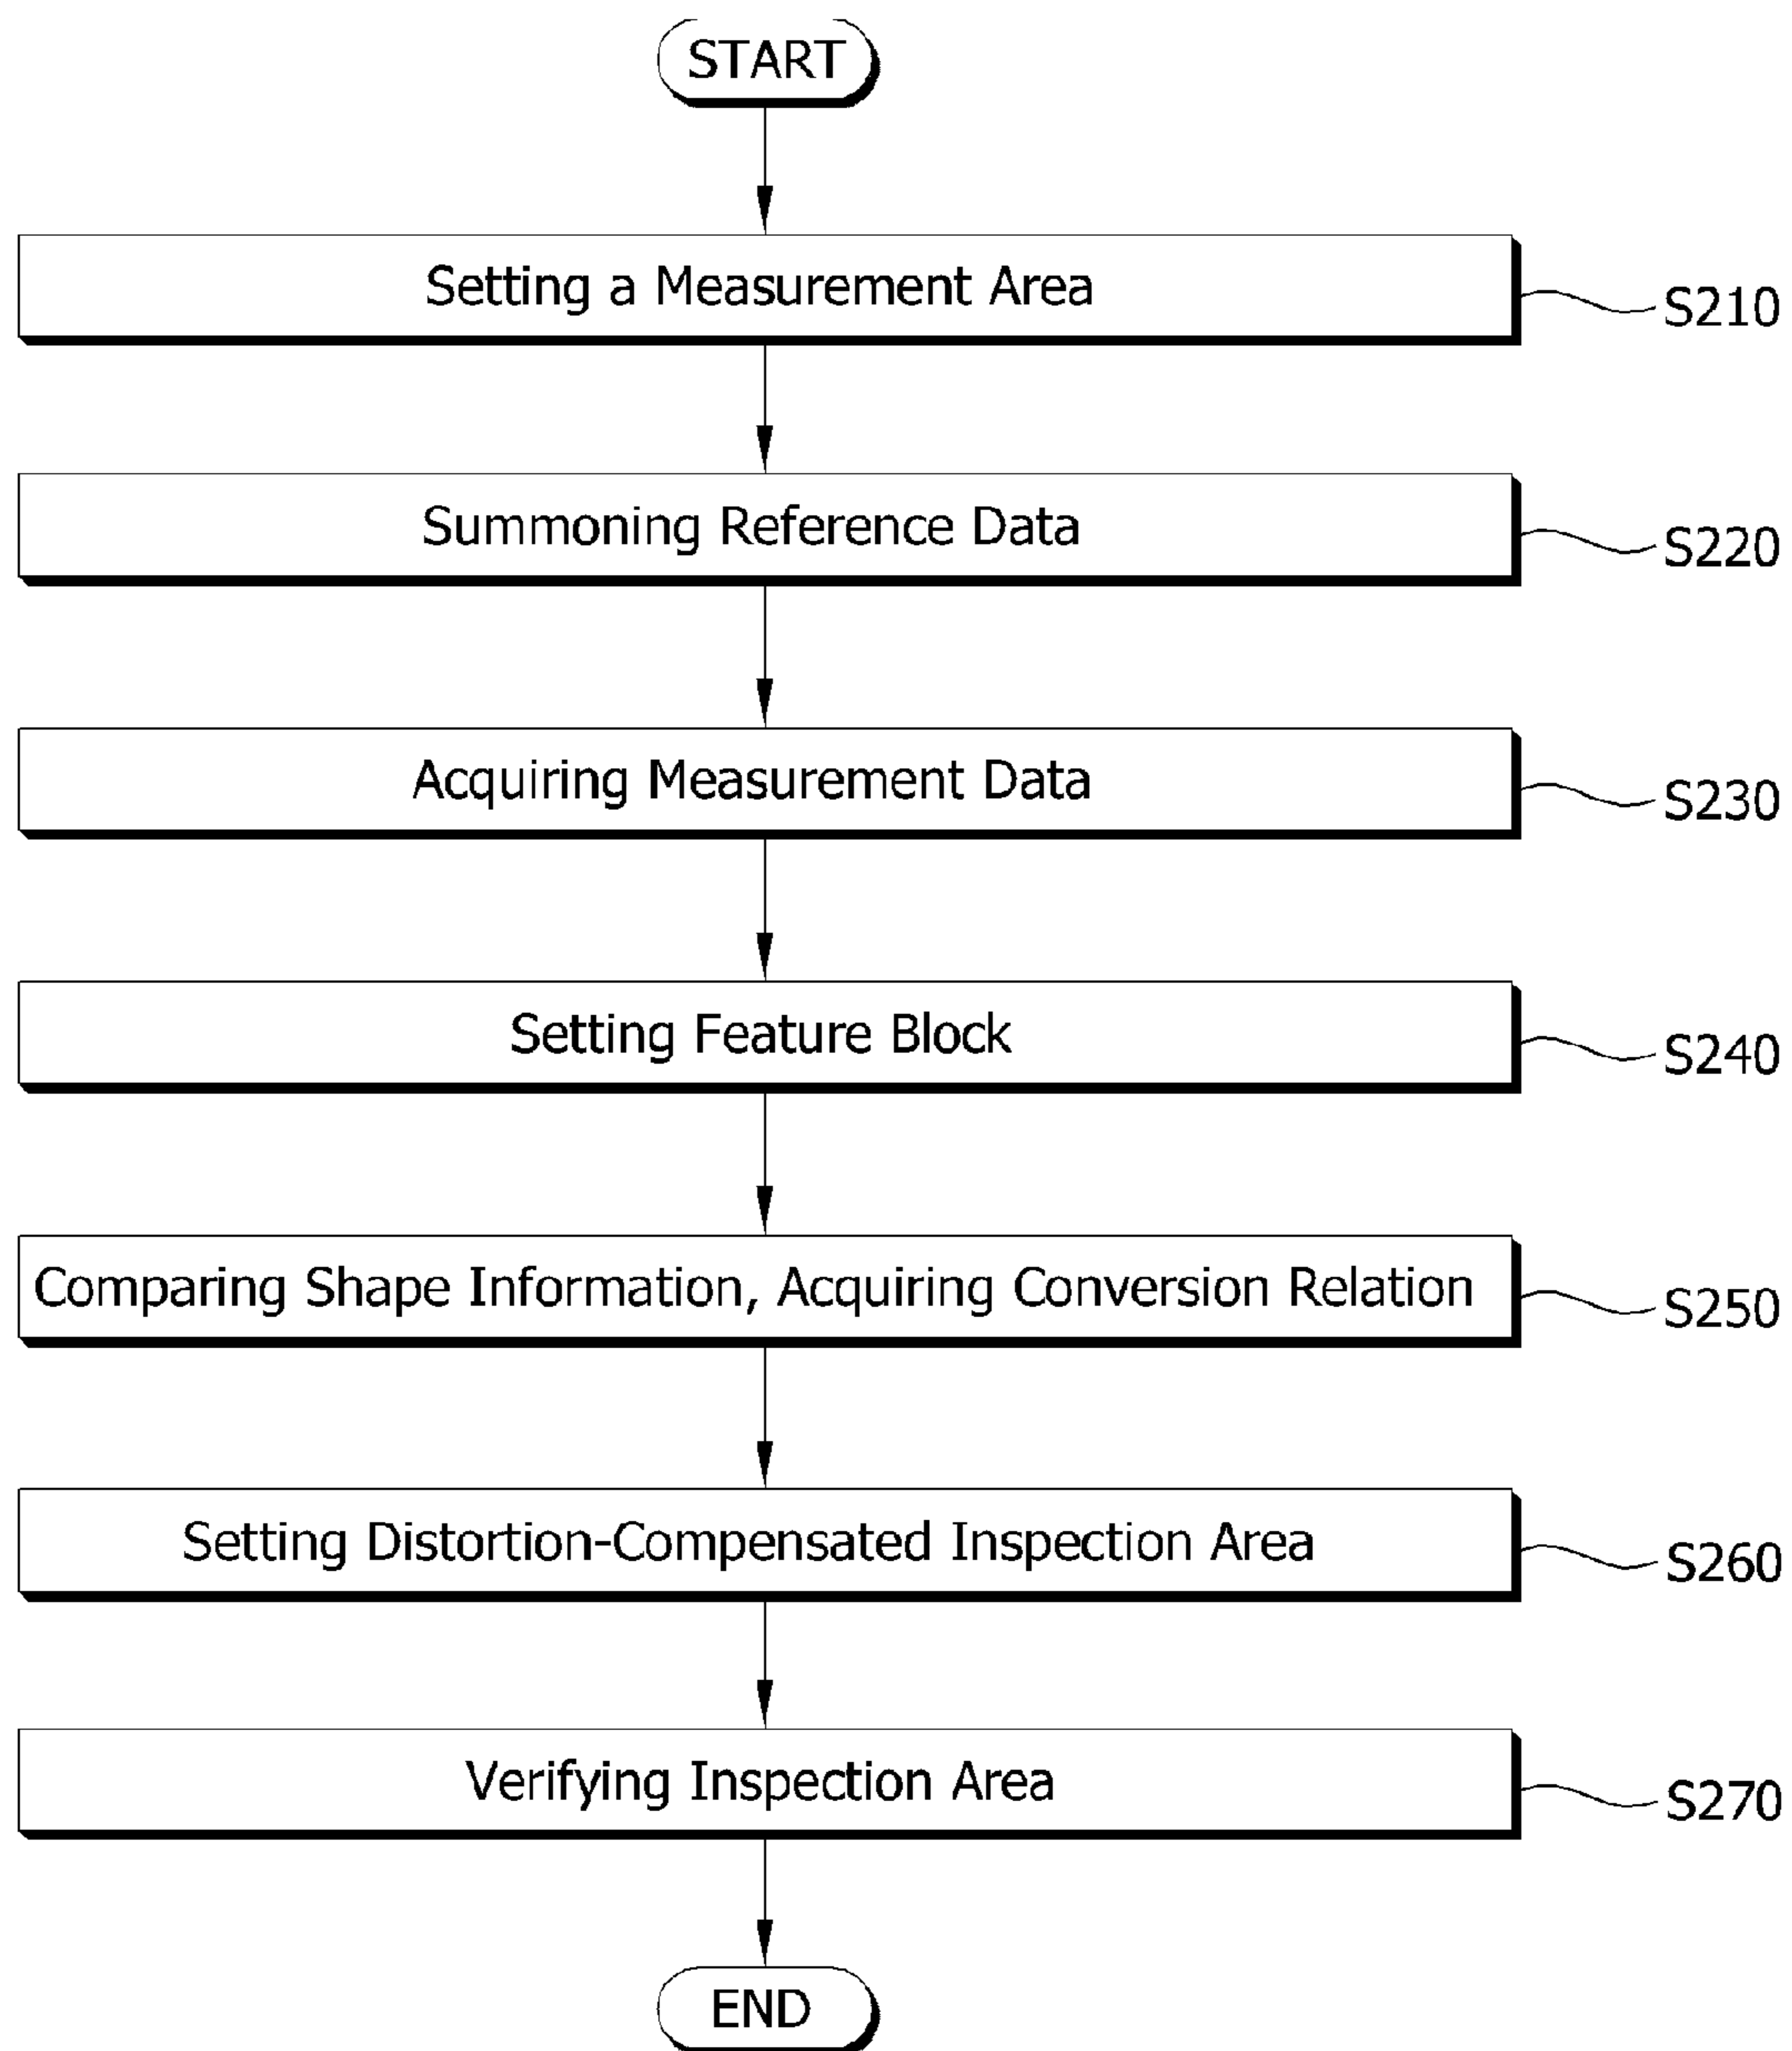 START
Setting a Measurement Area
S210
Summoning Reference Data
S220
Acquiring Measurement Data
S230
Setting Feature Block
S240
Comparing Shape Information, Acquiring Conversion Relation
S250
Setting Distortion-Compensated Inspection Area
S260
Verifying Inspection Area
S270
END